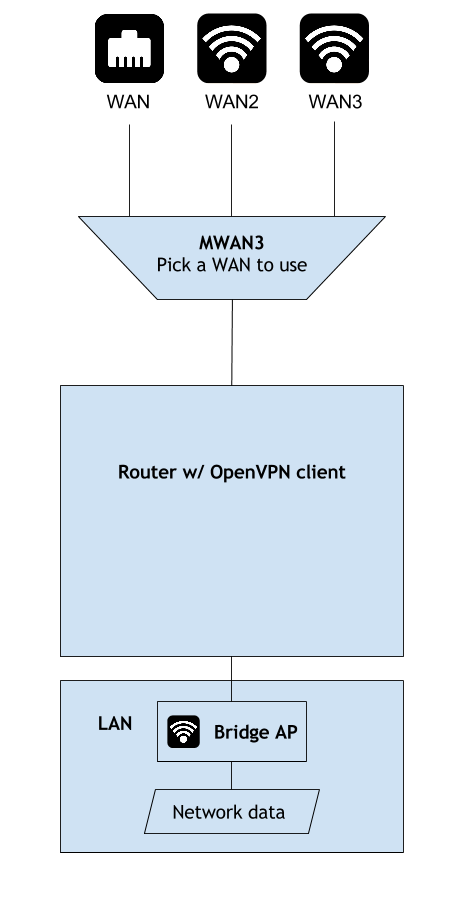 WAN
WAN2
WAN3
MWAN3
Pick a WAN to use
Router w/ OpenVPN client
LAN
Bridge AP
Network data